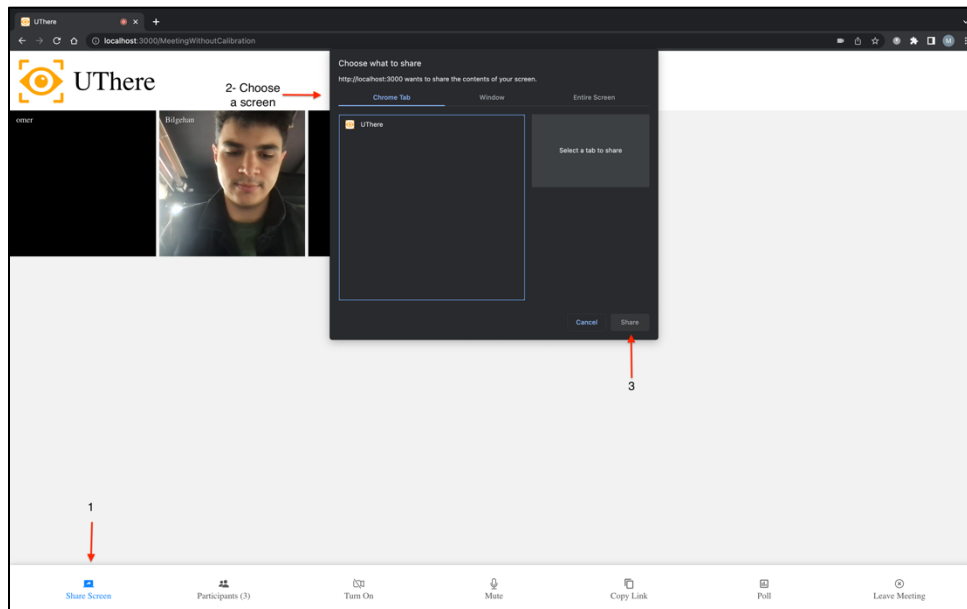 UThere
localhost:3000/MeetingWithoutCalibration
M
UThere
2- Choose
a screen
Choose what to share
http://localhost:3000 wants to share the contents of your screen.
Chrome Tab Window Entire Screen
UThere
Select a tab to share
omer Bilgehan
Cancel Share
3
1
Share Screen Participants (3) Turn On Mute Copy Link Poll Leave Meeting